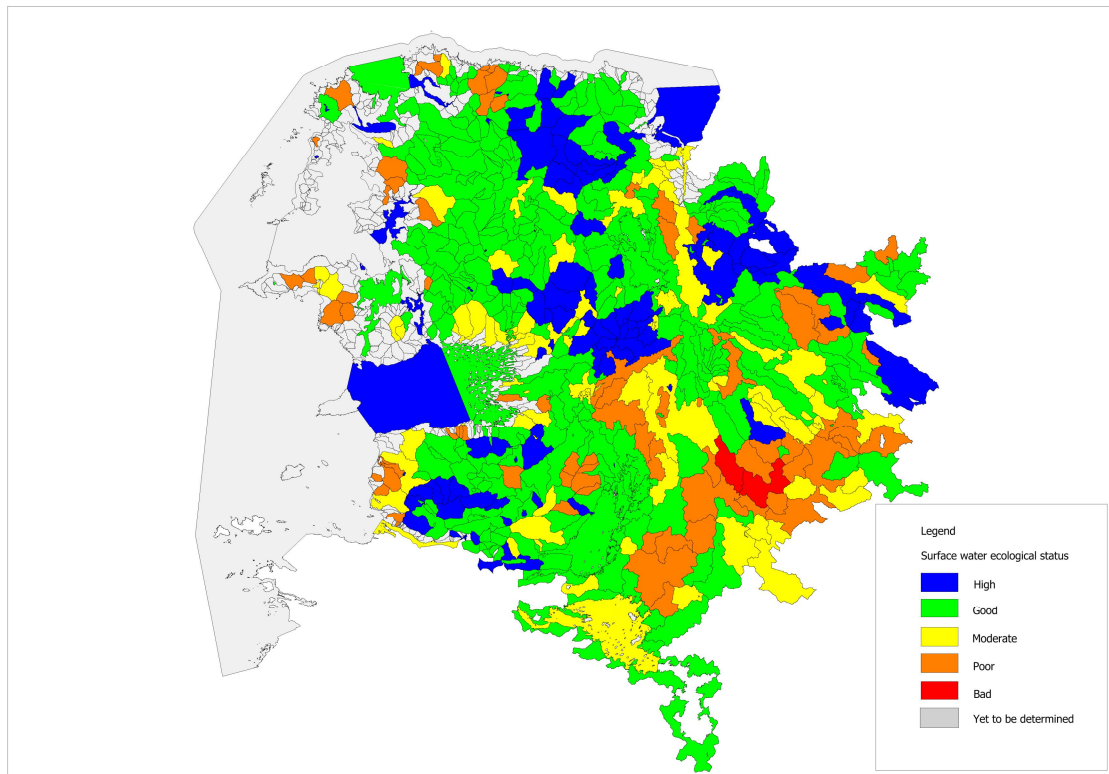 Legend
Surface water ecological status
High
Good
Moderate
Poor
Bad
Yet to be determined